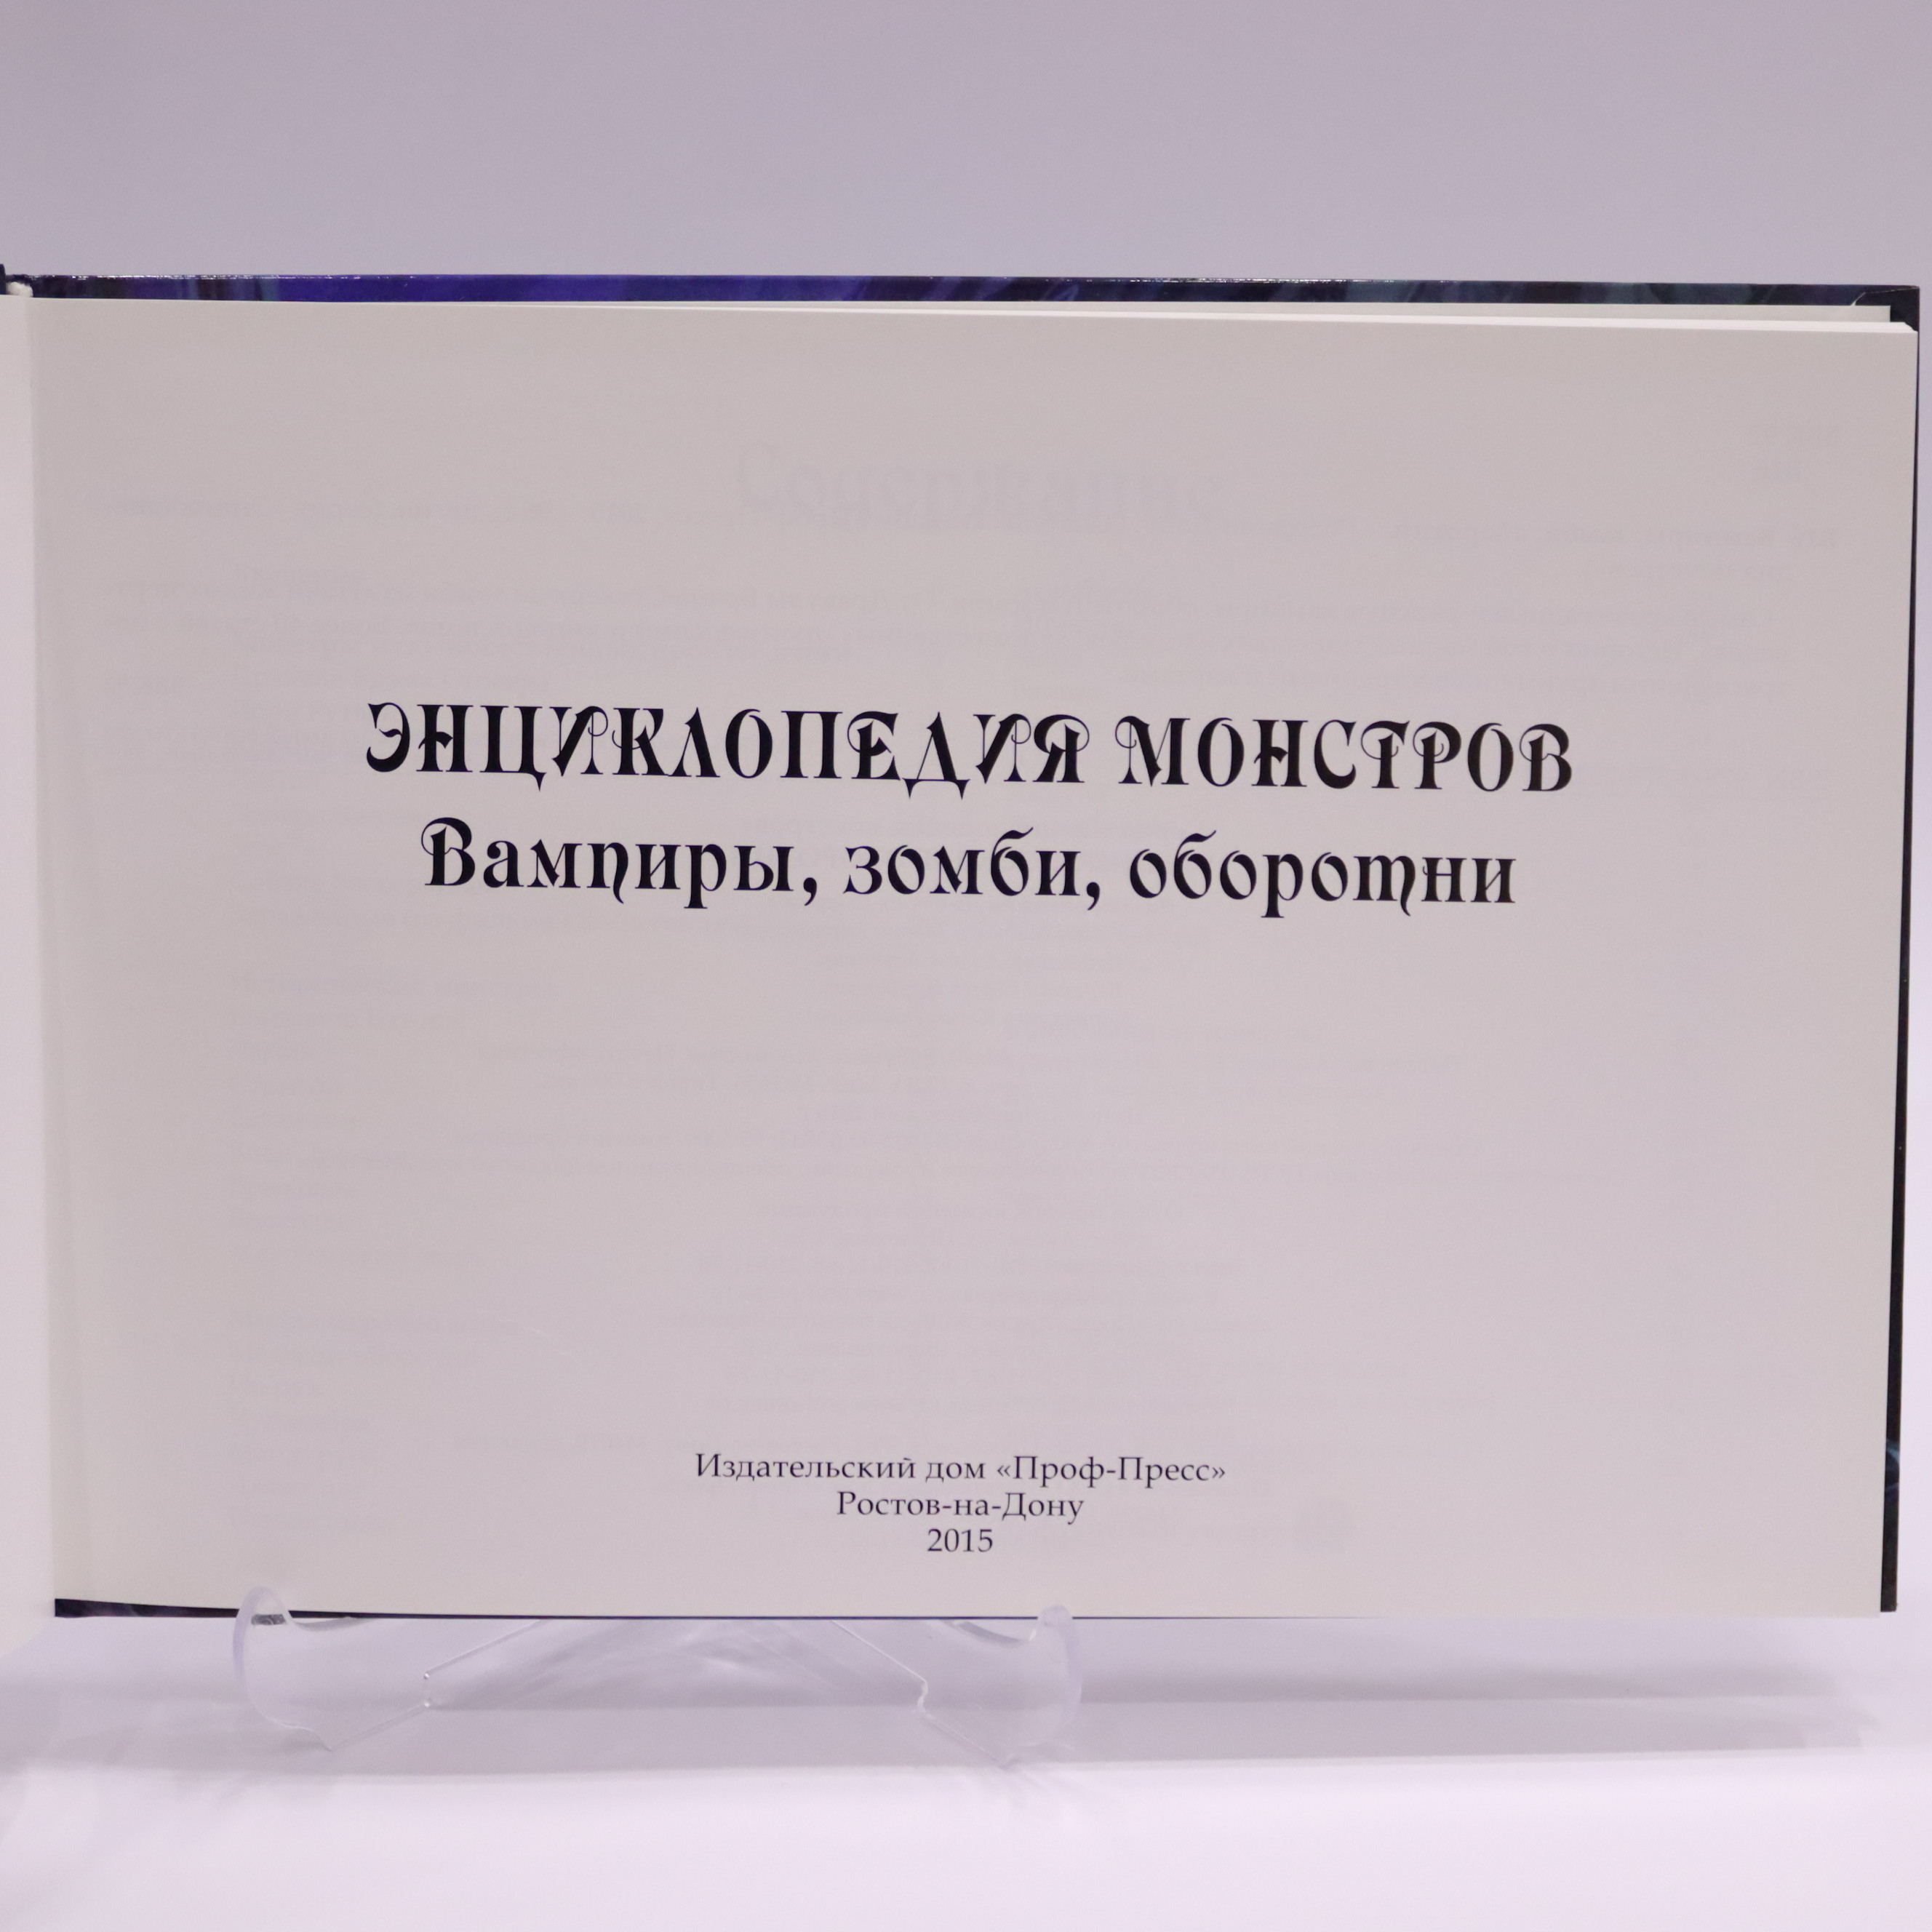 ЭНЦИКЛОПЕДИЯ МОНСТРОВ
Вампиры, зомби, оборотни
Издательский дом «Проф-Пресс»
Ростов-на-Дону
2015